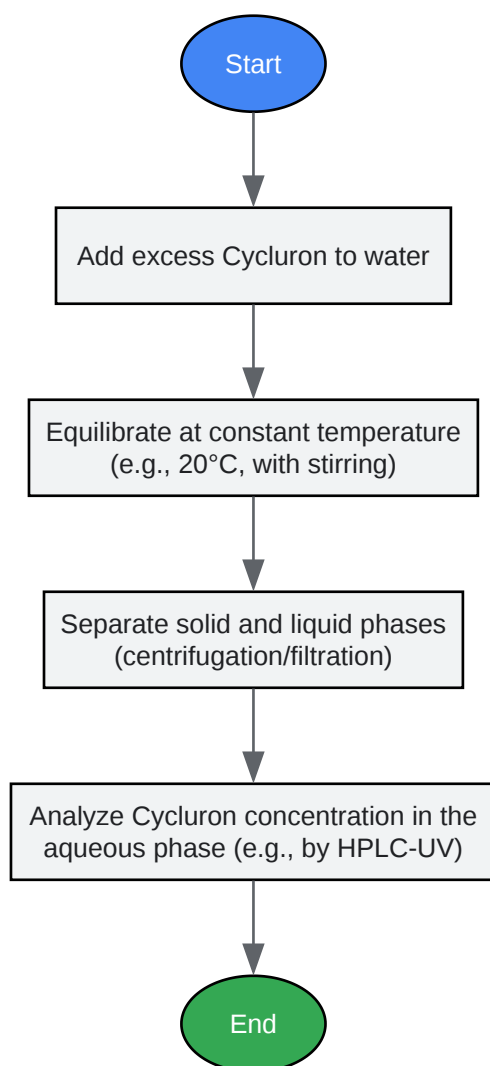 Start
Add excess Cycluron to water
Equilibrate at constant temperature
(e.g., 20°C, with stirring)
Separate solid and liquid phases
(centrifugation/filtration)
Analyze Cycluron concentration in the
aqueous phase (e.g., by HPLC-UV)
End